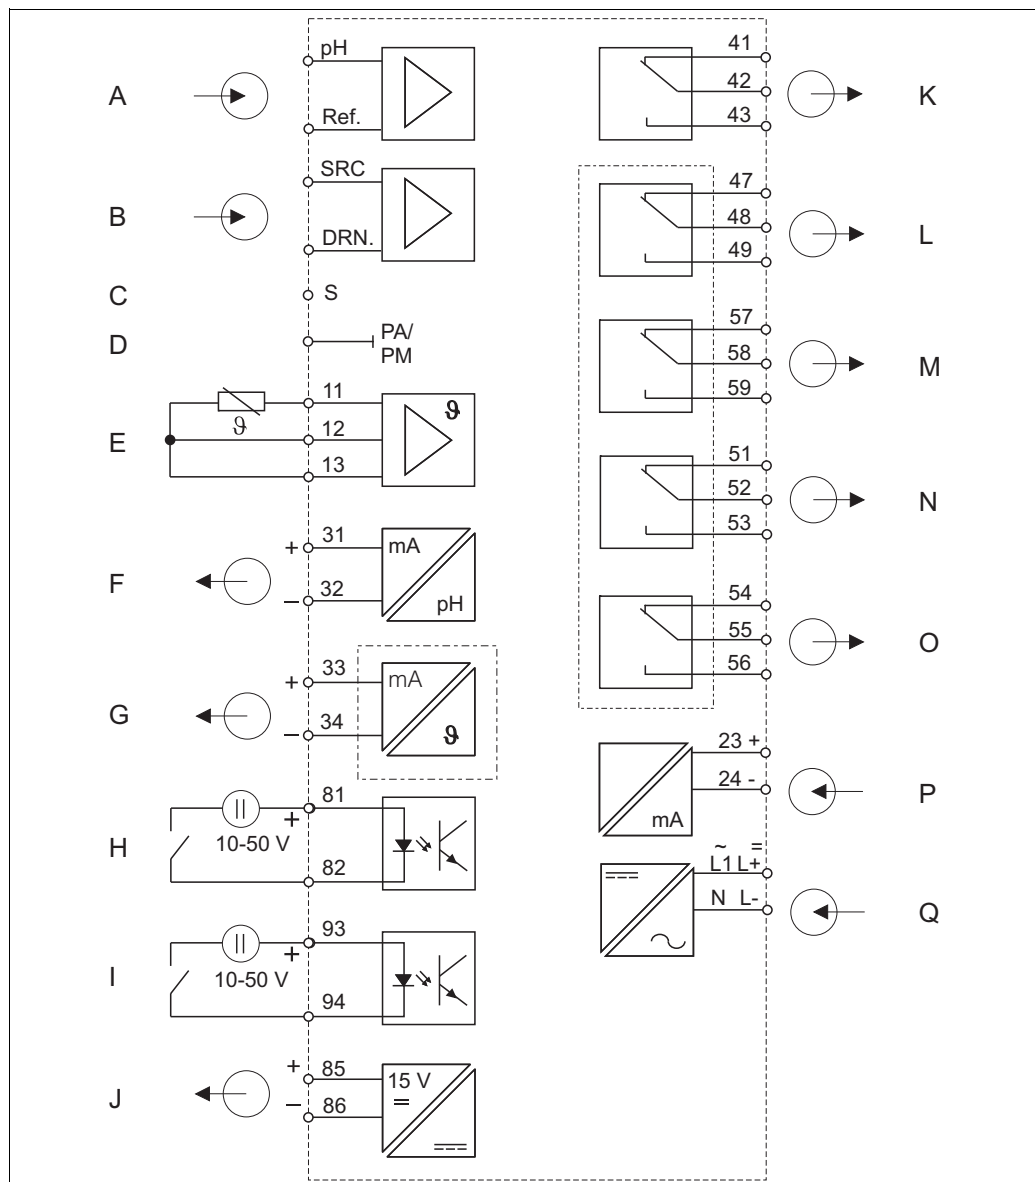 A
pH
Ref.
41
42
43
K
B
SRC
DRN.
47
48
49
L
C
S
D
PA/
PM
57
58
59
M
E
11
12
13
ϑ
ϑ
51
52
53
N
F
+ 31
– 32
mA
pH
54
55
56
O
G
+ 33
– 34
mA
ϑ
23 +
24 -
mA
P
H
10-50 V
+
81
82
~ =
L1 L+
N L-
Q
I
10-50 V
+
93
94
J
+ 85
– 86
15 V
=